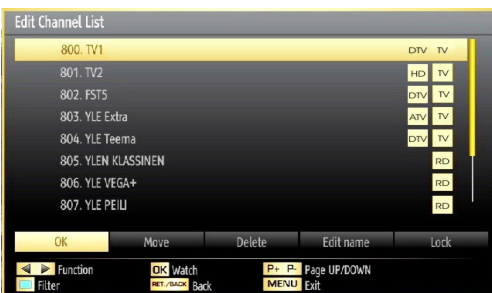 Edit Channel List
800. TV1 DTV TV
801. TV2 HD TV
802. FST5 DTV TV
803. YLE Extra ATV TV
804. YLE Teema DTV TV
805. YLEN KLASSINEN RD
806. YLE VEGA+ RD
807. YLE PEILI RD
OK Move Delete Edit name Lock
Function OK Watch P+ P- Page UP/DOWN
Filter RET./BACK Back MENU Exit